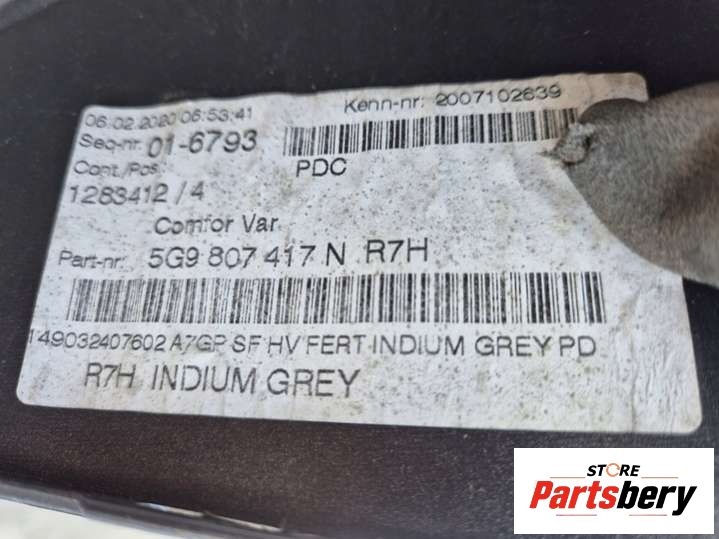 06.02.2020 06:53:41
Kenn-nr: 2007102639
Seq-nr. 01-6793
PDC
Cont./Pos.
1283412 / 4
Comfor Var.
Part-nr: 5G9 807 417 N R7H
149032407602 A7GP SF HV FERT INDIUM GREY PD
R7H INDIUM GREY
STORE
Partsbery